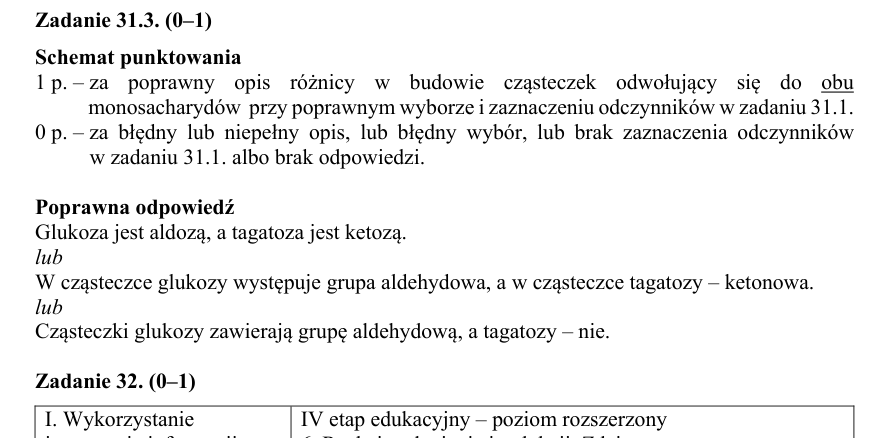 Zadanie 31.3. (0–1)
Schemat punktowania
1 p. – za poprawny opis różnicy w budowie cząsteczek odwołujący się do obu
monosacharydów przy poprawnym wyborze i zaznaczeniu odczynników w zadaniu 31.1.
0 p. – za błędny lub niepełny opis, lub błędny wybór, lub brak zaznaczenia odczynników
w zadaniu 31.1. albo brak odpowiedzi.
Poprawna odpowiedź
Glukoza jest aldozą, a tagatoza jest ketozą.
lub
W cząsteczce glukozy występuje grupa aldehydowa, a w cząsteczce tagatozy – ketonowa.
lub
Cząsteczki glukozy zawierają grupę aldehydową, a tagatozy – nie.
Zadanie 32. (0–1)
I. Wykorzystanie
IV etap edukacyjny – poziom rozszerzony